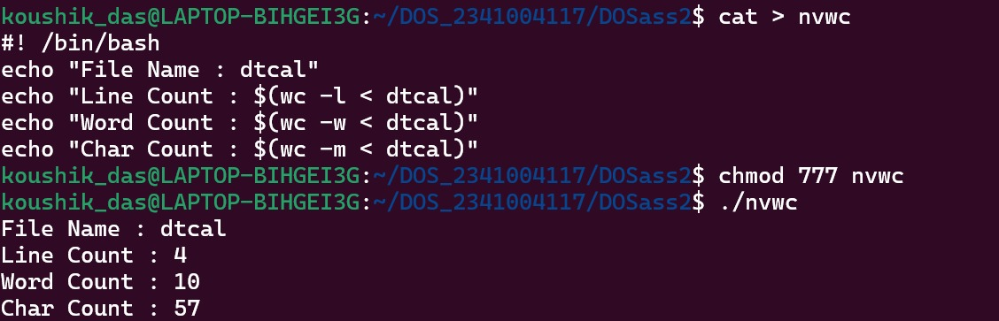 koushik_das@LAPTOP-BIHGEI3G:~/DOS_2341004117/DOSass2$ cat > nvwc
#! /bin/bash
echo "File Name : dtcal"
echo "Line Count : $(wc -l < dtcal)"
echo "Word Count : $(wc -w < dtcal)"
echo "Char Count : $(wc -m < dtcal)"
koushik_das@LAPTOP-BIHGEI3G:~/DOS_2341004117/DOSass2$ chmod 777 nvwc
koushik_das@LAPTOP-BIHGEI3G:~/DOS_2341004117/DOSass2$ ./nvwc
File Name : dtcal
Line Count : 4
Word Count : 10
Char Count : 57